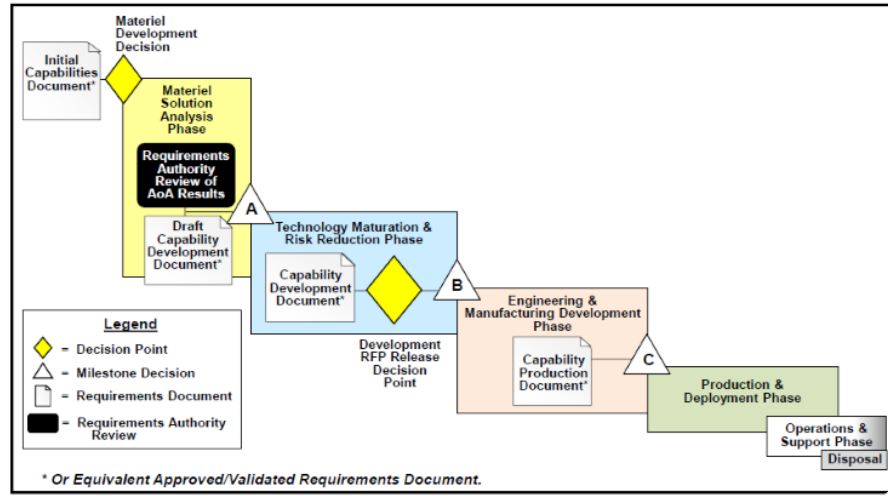 Materiel
Development
Decision
Initial
Capabilities
Document*
Materiel
Solution
Analysis
Phase
Requirements
Authority
Review of
AoA Results
A
Draft
Capability
Development
Document*
Technology Maturation &
Risk Reduction Phase
Capability
Development
Document*
B
Development
RFP Release
Decision
Point
Engineering &
Manufacturing Development
Phase
Capability
Production
Document*
C
Production &
Deployment Phase
Operations &
Support Phase
Disposal
Legend
= Decision Point
= Milestone Decision
= Requirements Document
= Requirements Authority
Review
* Or Equivalent Approved/Validated Requirements Document.